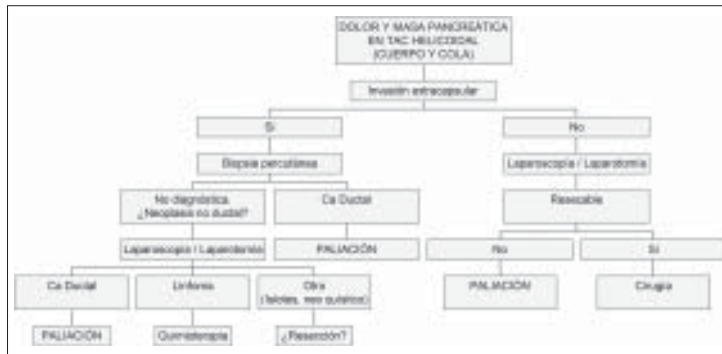 DOLOR Y MASA PANCREÁTICA
EN TAC HELICOIDAL
(CUERPO Y COLA)
Invasión extracapsular
Sí
No
Biopsia percutánea
Laparoscopia / Laparotomía
No diagnóstica
¿Neoplasia no ductal?
Ca Ductal
Resecable
Laparoscopia / Laparotomía
PALIACIÓN
No
Sí
Ca Ductal
Linfoma
Otro
(Islotes, neo quística)
PALIACIÓN
Cirugía
PALIACIÓN
Quimioterapia
¿Resección?